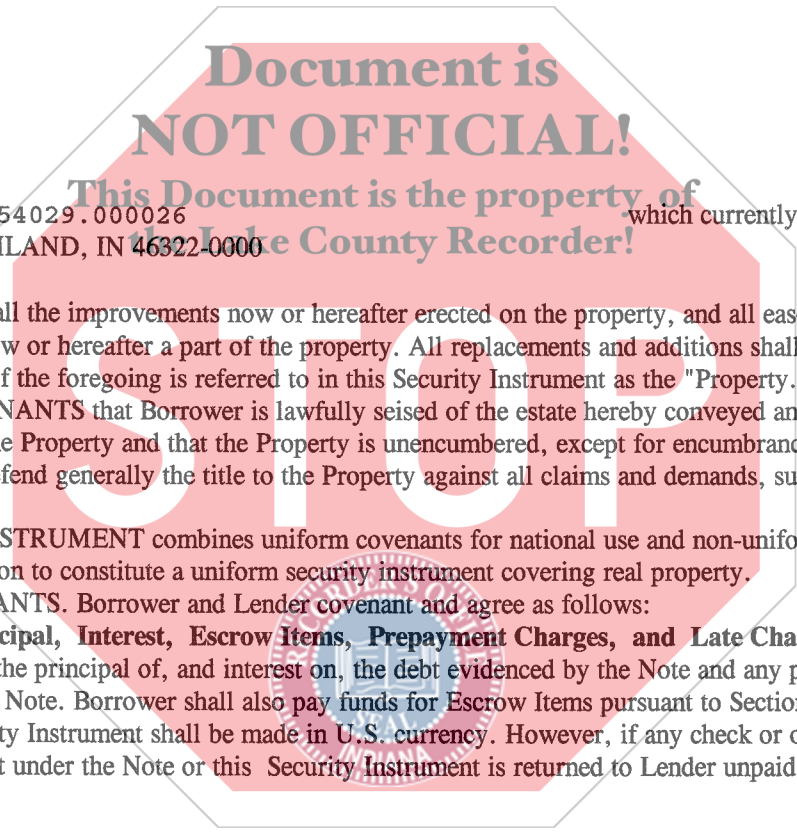 Document is
NOT OFFICIAL!
This Document is the property of
the Lake County Recorder!
54029.000026 which currently
LAND, IN 46322-0000
all the improvements now or hereafter erected on the property, and all eas
w or hereafter a part of the property. All replacements and additions shall
f the foregoing is referred to in this Security Instrument as the "Property.
NANTS that Borrower is lawfully seised of the estate hereby conveyed an
e Property and that the Property is unencumbered, except for encumbranc
fend generally the title to the Property against all claims and demands, su
STOP
STRUMENT combines uniform covenants for national use and non-unifo
on to constitute a uniform security instrument covering real property.
ANTS. Borrower and Lender covenant and agree as follows:
cipal, Interest, Escrow Items, Prepayment Charges, and Late Cha
the principal of, and interest on, the debt evidenced by the Note and any p
Note. Borrower shall also pay funds for Escrow Items pursuant to Section
ty Instrument shall be made in U.S. currency. However, if any check or o
t under the Note or this Security Instrument is returned to Lender unpaid
RECORDER'S OFFICE
SEAL
INDIANA